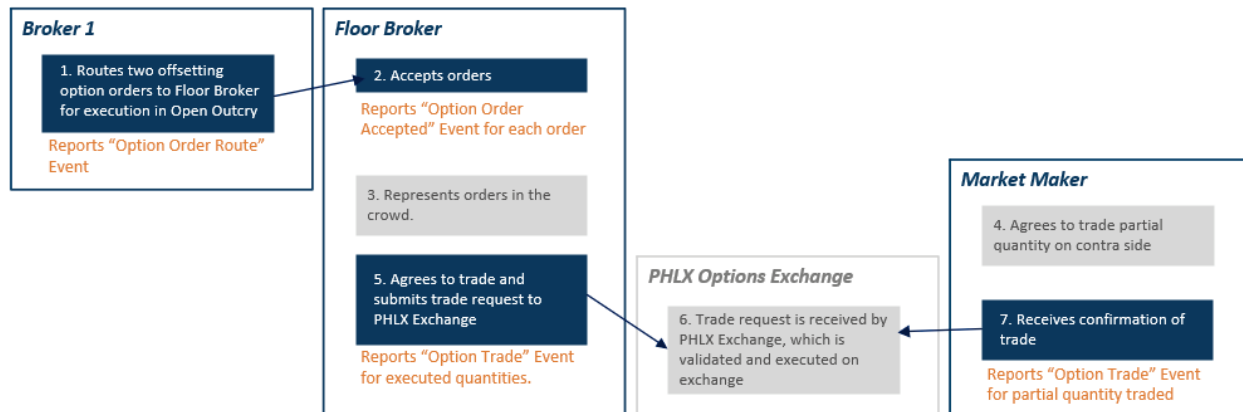 Broker 1
1. Routes two offsetting
option orders to Floor Broker
for execution in Open Outcry
Reports “Option Order Route”
Event
Floor Broker
2. Accepts orders
Reports “Option Order
Accepted” Event for each order
3. Represents orders in the
crowd.
5. Agrees to trade and
submits trade request to
PHLX Exchange
Reports “Option Trade” Event
for executed quantities.
PHLX Options Exchange
6. Trade request is received by
PHLX Exchange, which is
validated and executed on
exchange
Market Maker
4. Agrees to trade partial
quantity on contra side
7. Receives confirmation of
trade
Reports “Option Trade” Event
for partial quantity traded